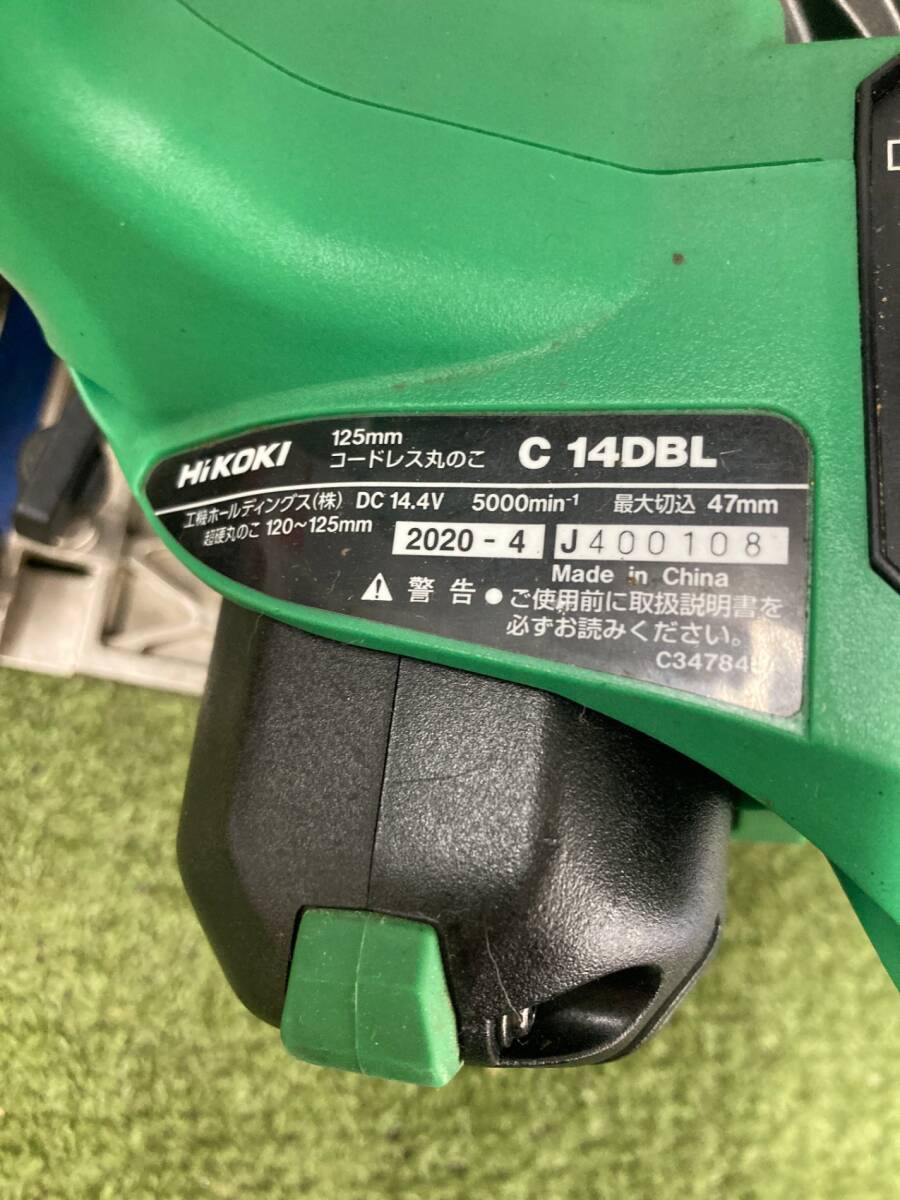 HiKOKI 125mm コードレス丸のこ C 14DBL
工機ホールディングス(株) DC 14.4V 5000min⁻¹ 最大切込 47mm
超硬丸のこ 120~125mm 2020 - 4 J400108
Made in China
警告 ●ご使用前に取扱説明書を
必ずお読みください。